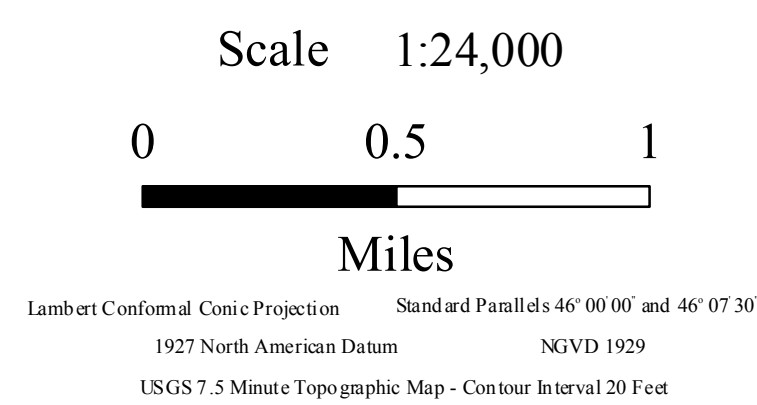 Scale 1:24,000
0 0.5 1
Miles
Lambert Conformal Conic Projection Standard Parallels 46° 00' 00" and 46° 07' 30"
1927 North American Datum NGVD 1929
USGS 7.5 Minute Topographic Map - Contour Interval 20 Feet